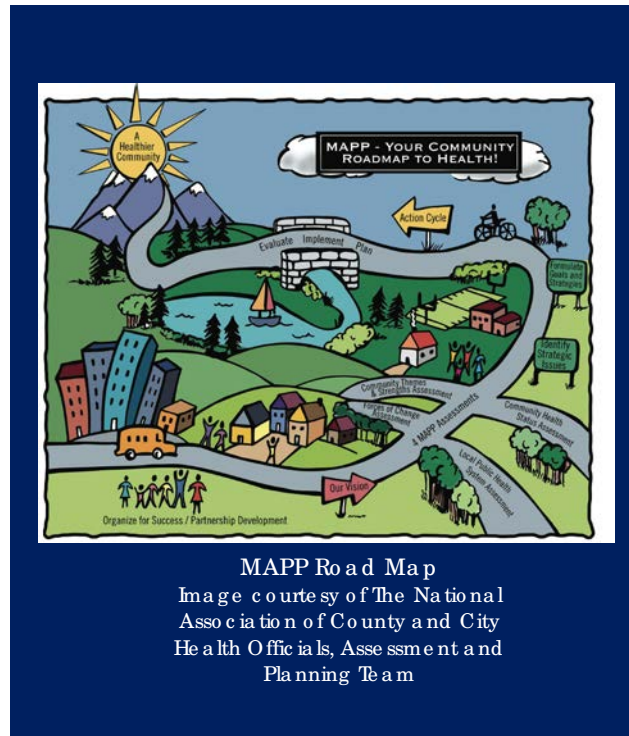 A
Healthier
Community
MAPP - YOUR COMMUNITY
ROADMAP TO HEALTH!
Action Cycle
Evaluate Implement Plan
Formulate
Goals and
Strategies
Identify
Strategic
Issues
Community Themes
& Strengths Assessment
Forces of Change
Assessment
4 MAPP Assessments
Community Health
Status Assessment
Local Public Health
System Assessment
Our Vision
Organize for Success / Partnership Development
MAPP Road Map
Image courtesy of The National
Association of County and City
Health Officials, Assessment and
Planning Team